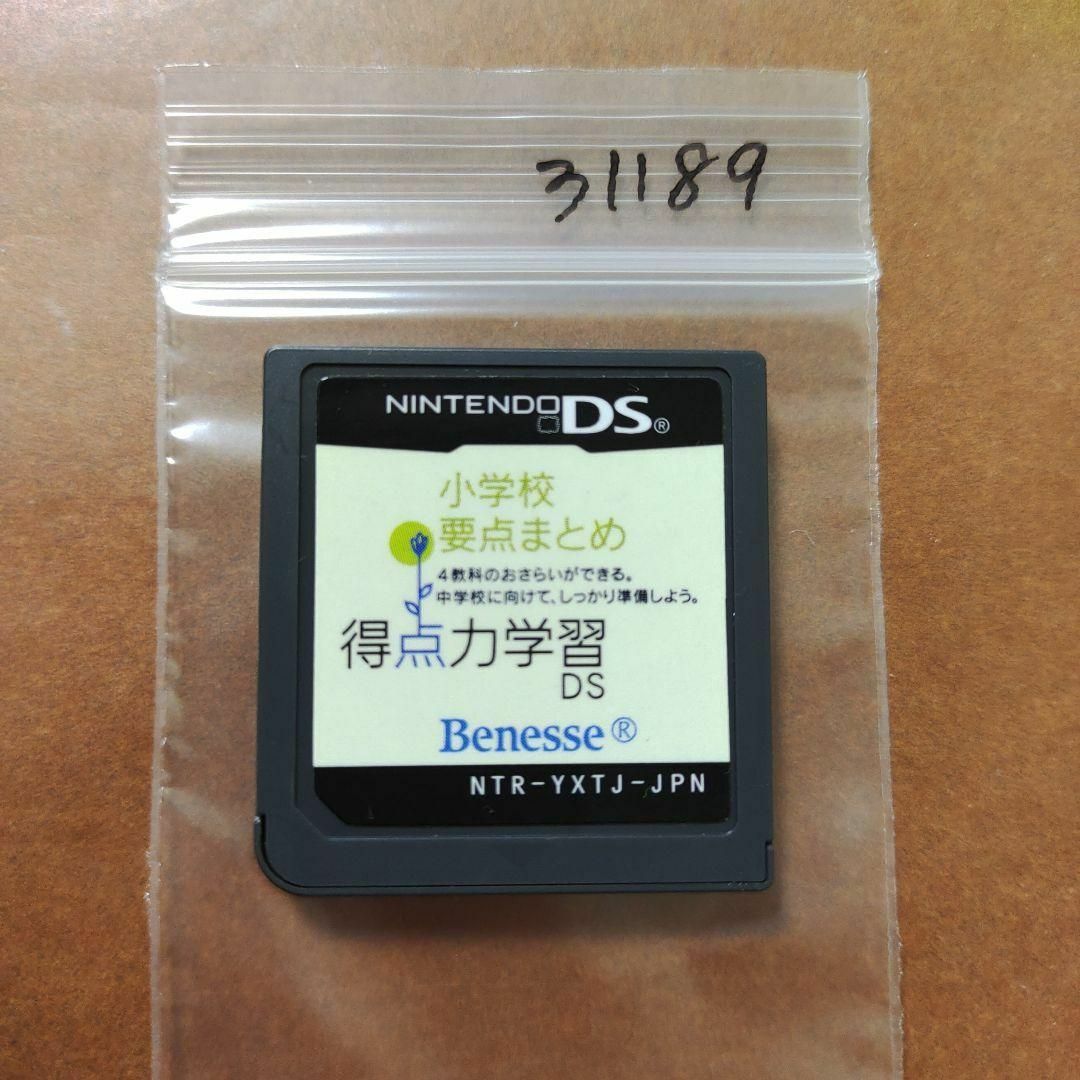 31189
NINTENDO DS®
小学校
要点まとめ
4教科のおさらいができる。
中学校に向けて、しっかり準備しよう。
得点力学習
DS
Benesse®
NTR-YXTJ-JPN